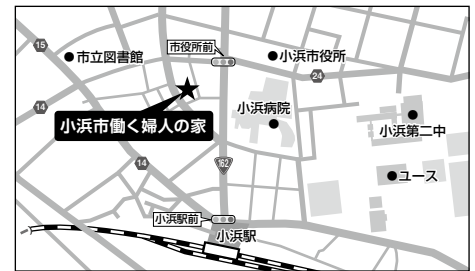 15
市立図書館
市役所前
小浜市役所
24
14
小浜市働く婦人の家
小浜病院
小浜第二中
14
162
ユース
小浜駅前
小浜駅